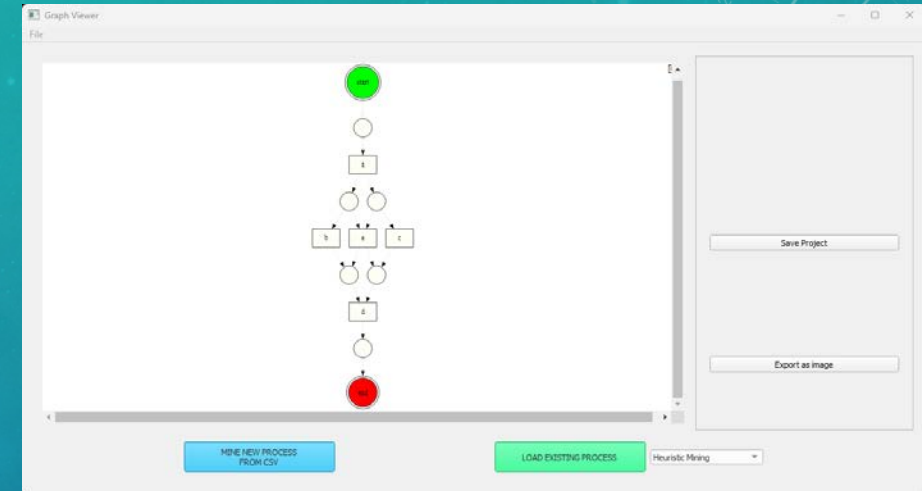 Graph Viewer
File
start
a
b
e
c
d
end
Save Project
Export as image
MINE NEW PROCESS
FROM CSV
LOAD EXISTING PROCESS
Heuristic Mining